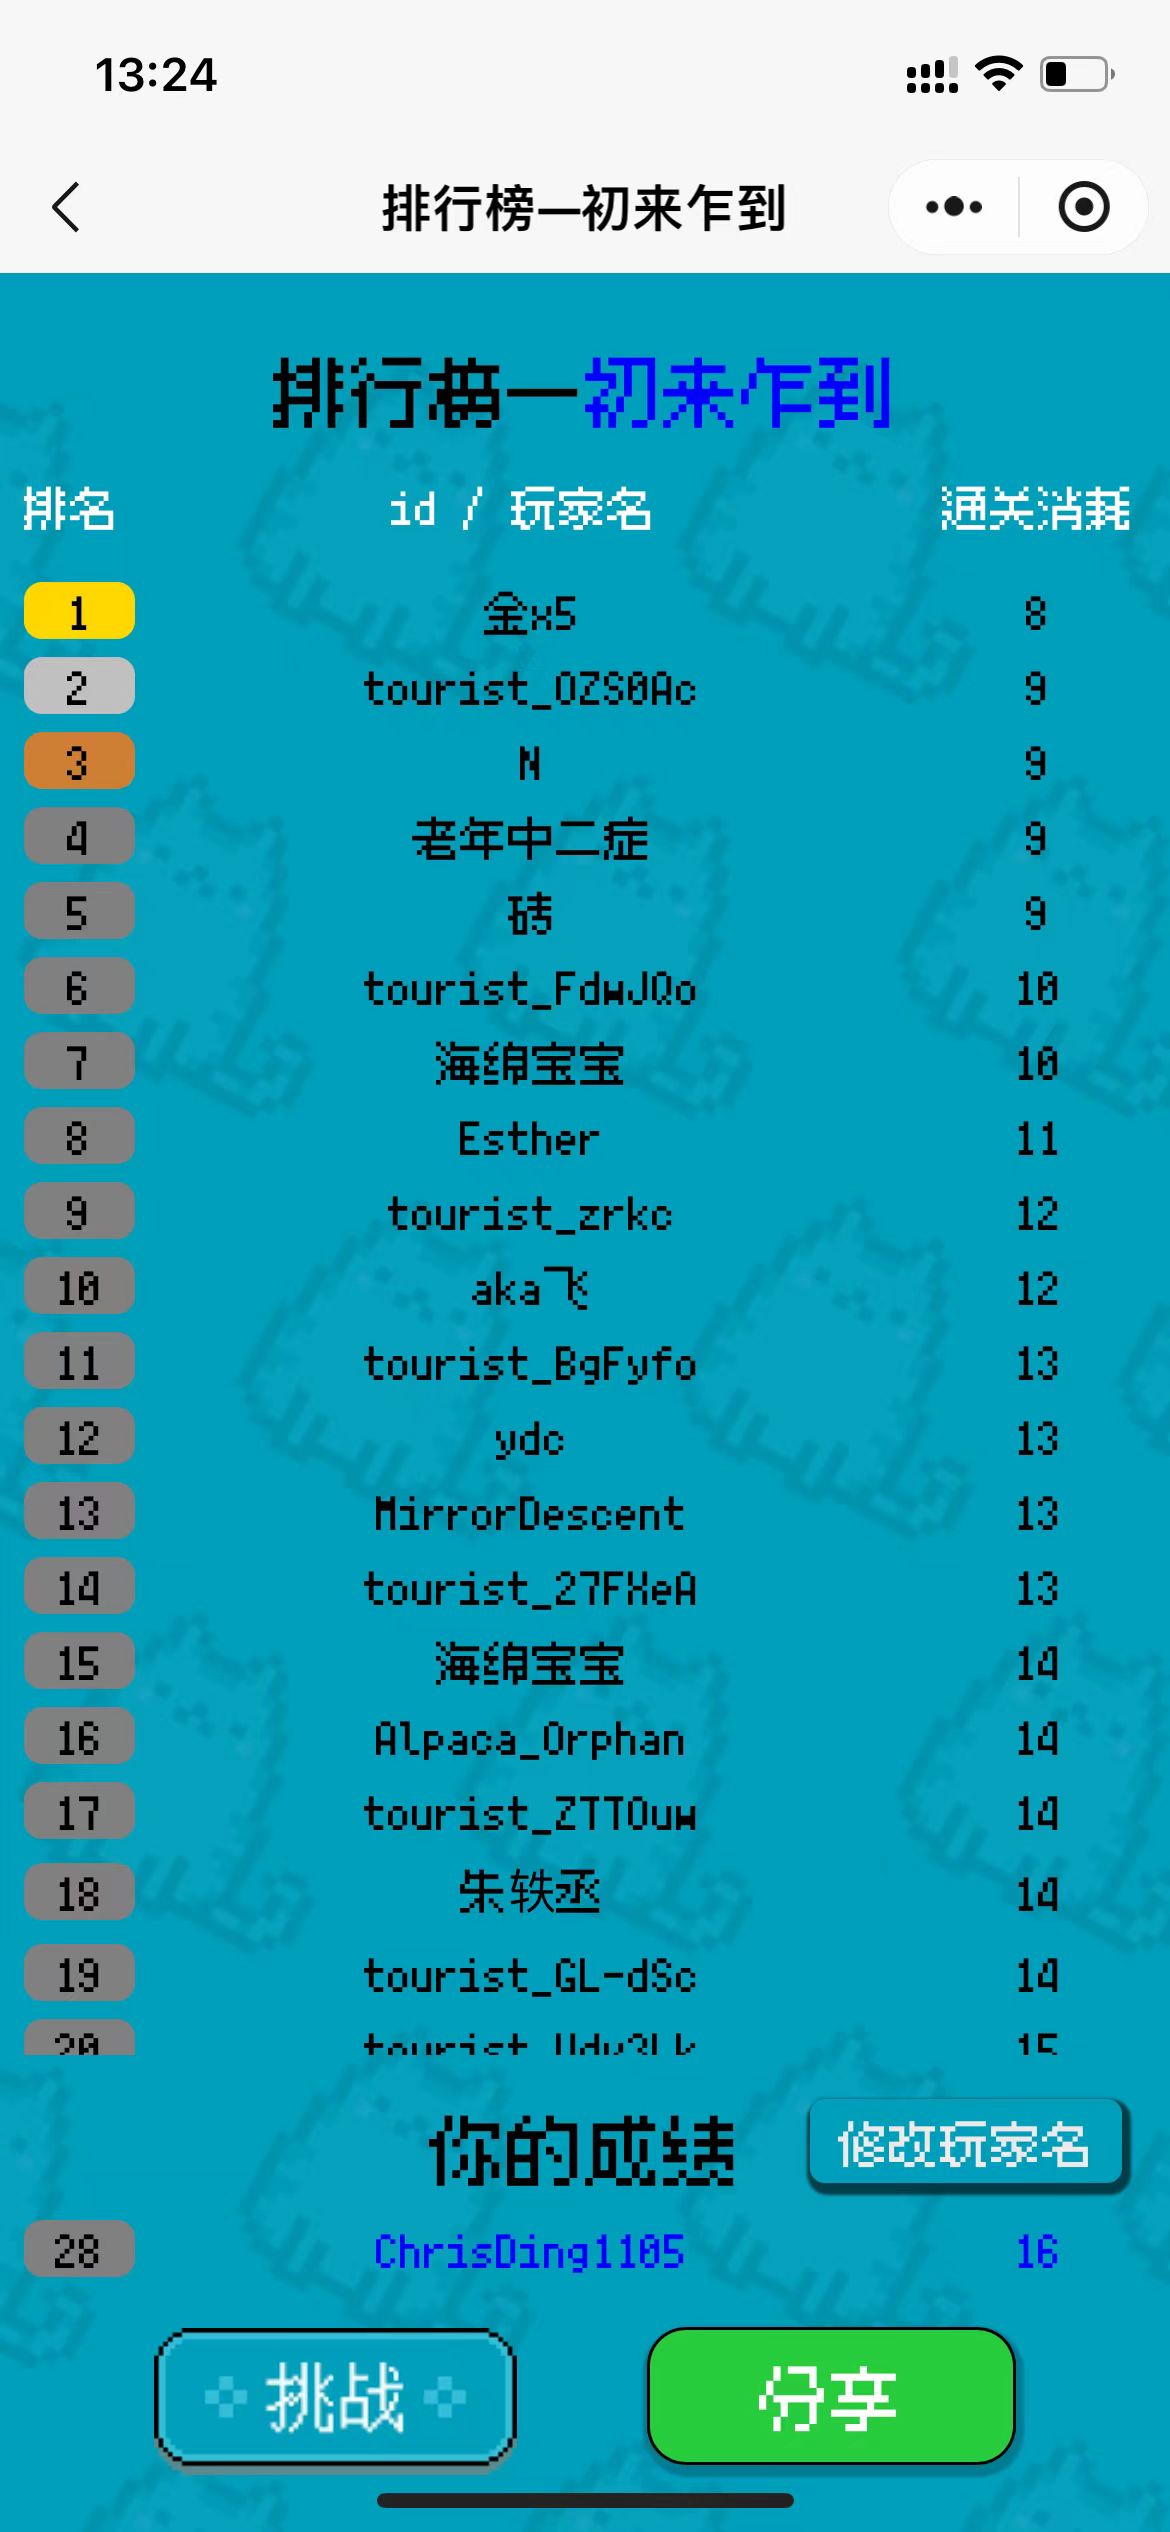 13:24
排行榜—初来乍到
排行榜—初来乍到
排名 id / 玩家名 通关消耗
1 金x5 8
2 tourist_OZS0Ac 9
3 N 9
4 老年中二症 9
5 砖 9
6 tourist_FdwJQo 10
7 海绵宝宝 10
8 Esther 11
9 tourist_zrkc 12
10 aka飞 12
11 tourist_BgFyfo 13
12 ydc 13
13 MirrorDescent 13
14 tourist_27FXeA 13
15 海绵宝宝 14
16 Alpaca_Orphan 14
17 tourist_ZTTOuw 14
18 朱轶丞 14
19 tourist_GL-dSc 14
20 15
你的成绩 修改玩家名
28 ChrisDing1105 16
挑战 分享